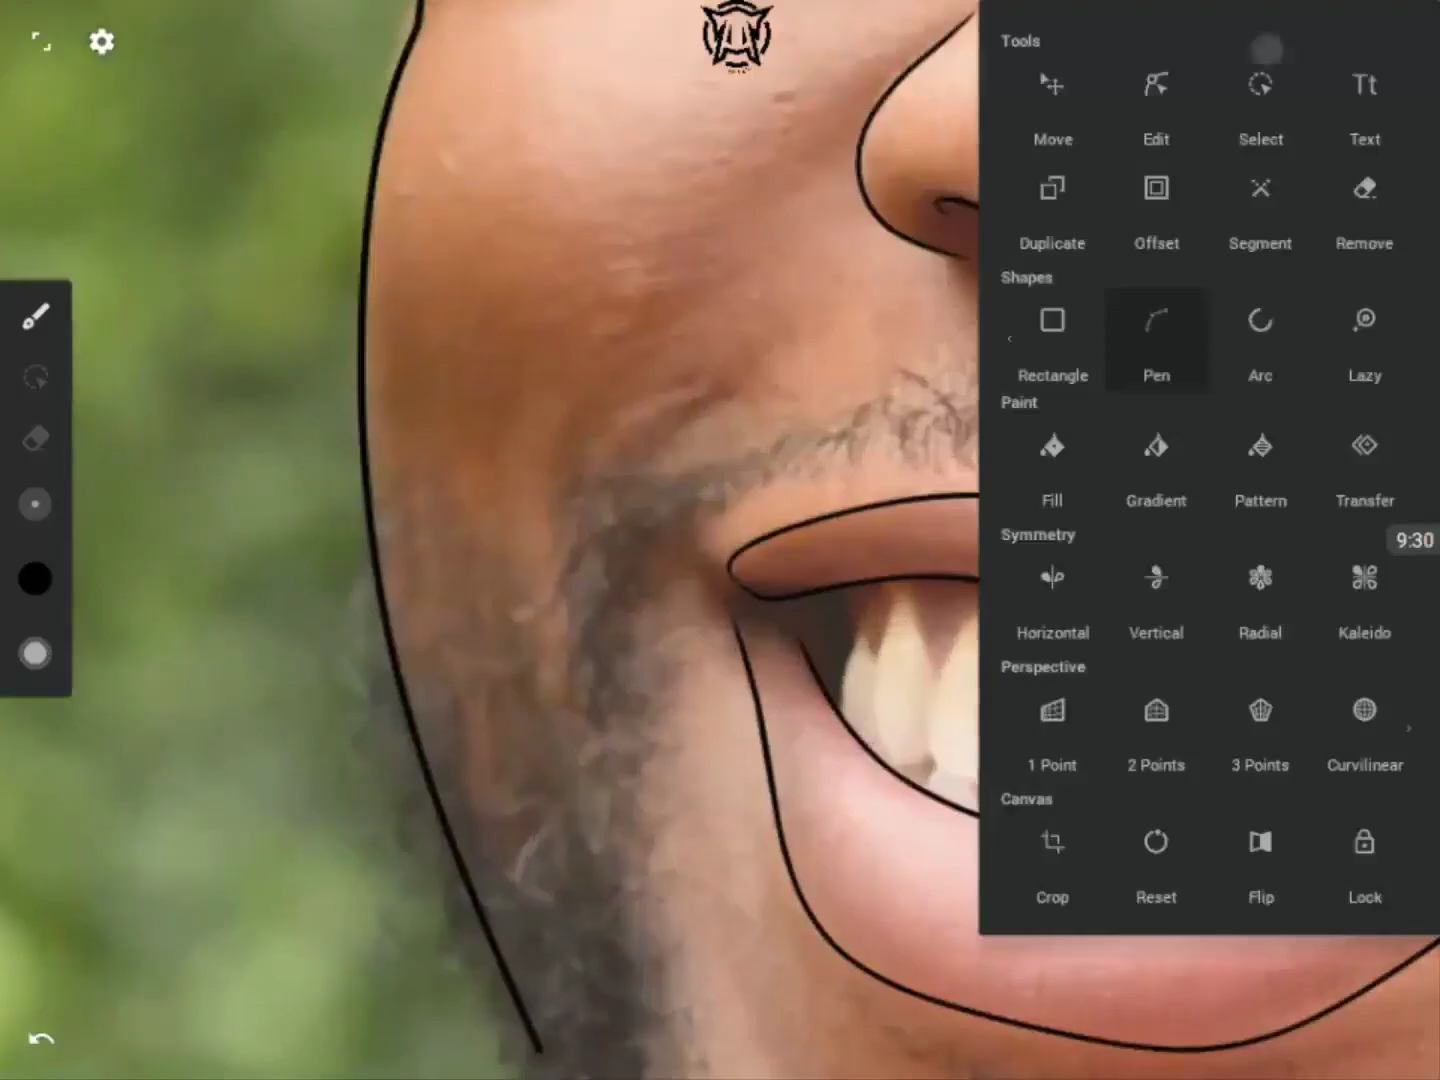 Tools
Move Edit Select Text
Duplicate Offset Segment Remove
Shapes
Rectangle Pen Arc Lazy
Paint
Fill Gradient Pattern Transfer
Symmetry
9:30
Horizontal Vertical Radial Kaleido
Perspective
1 Point 2 Points 3 Points Curvilinear
Canvas
Crop Reset Flip Lock